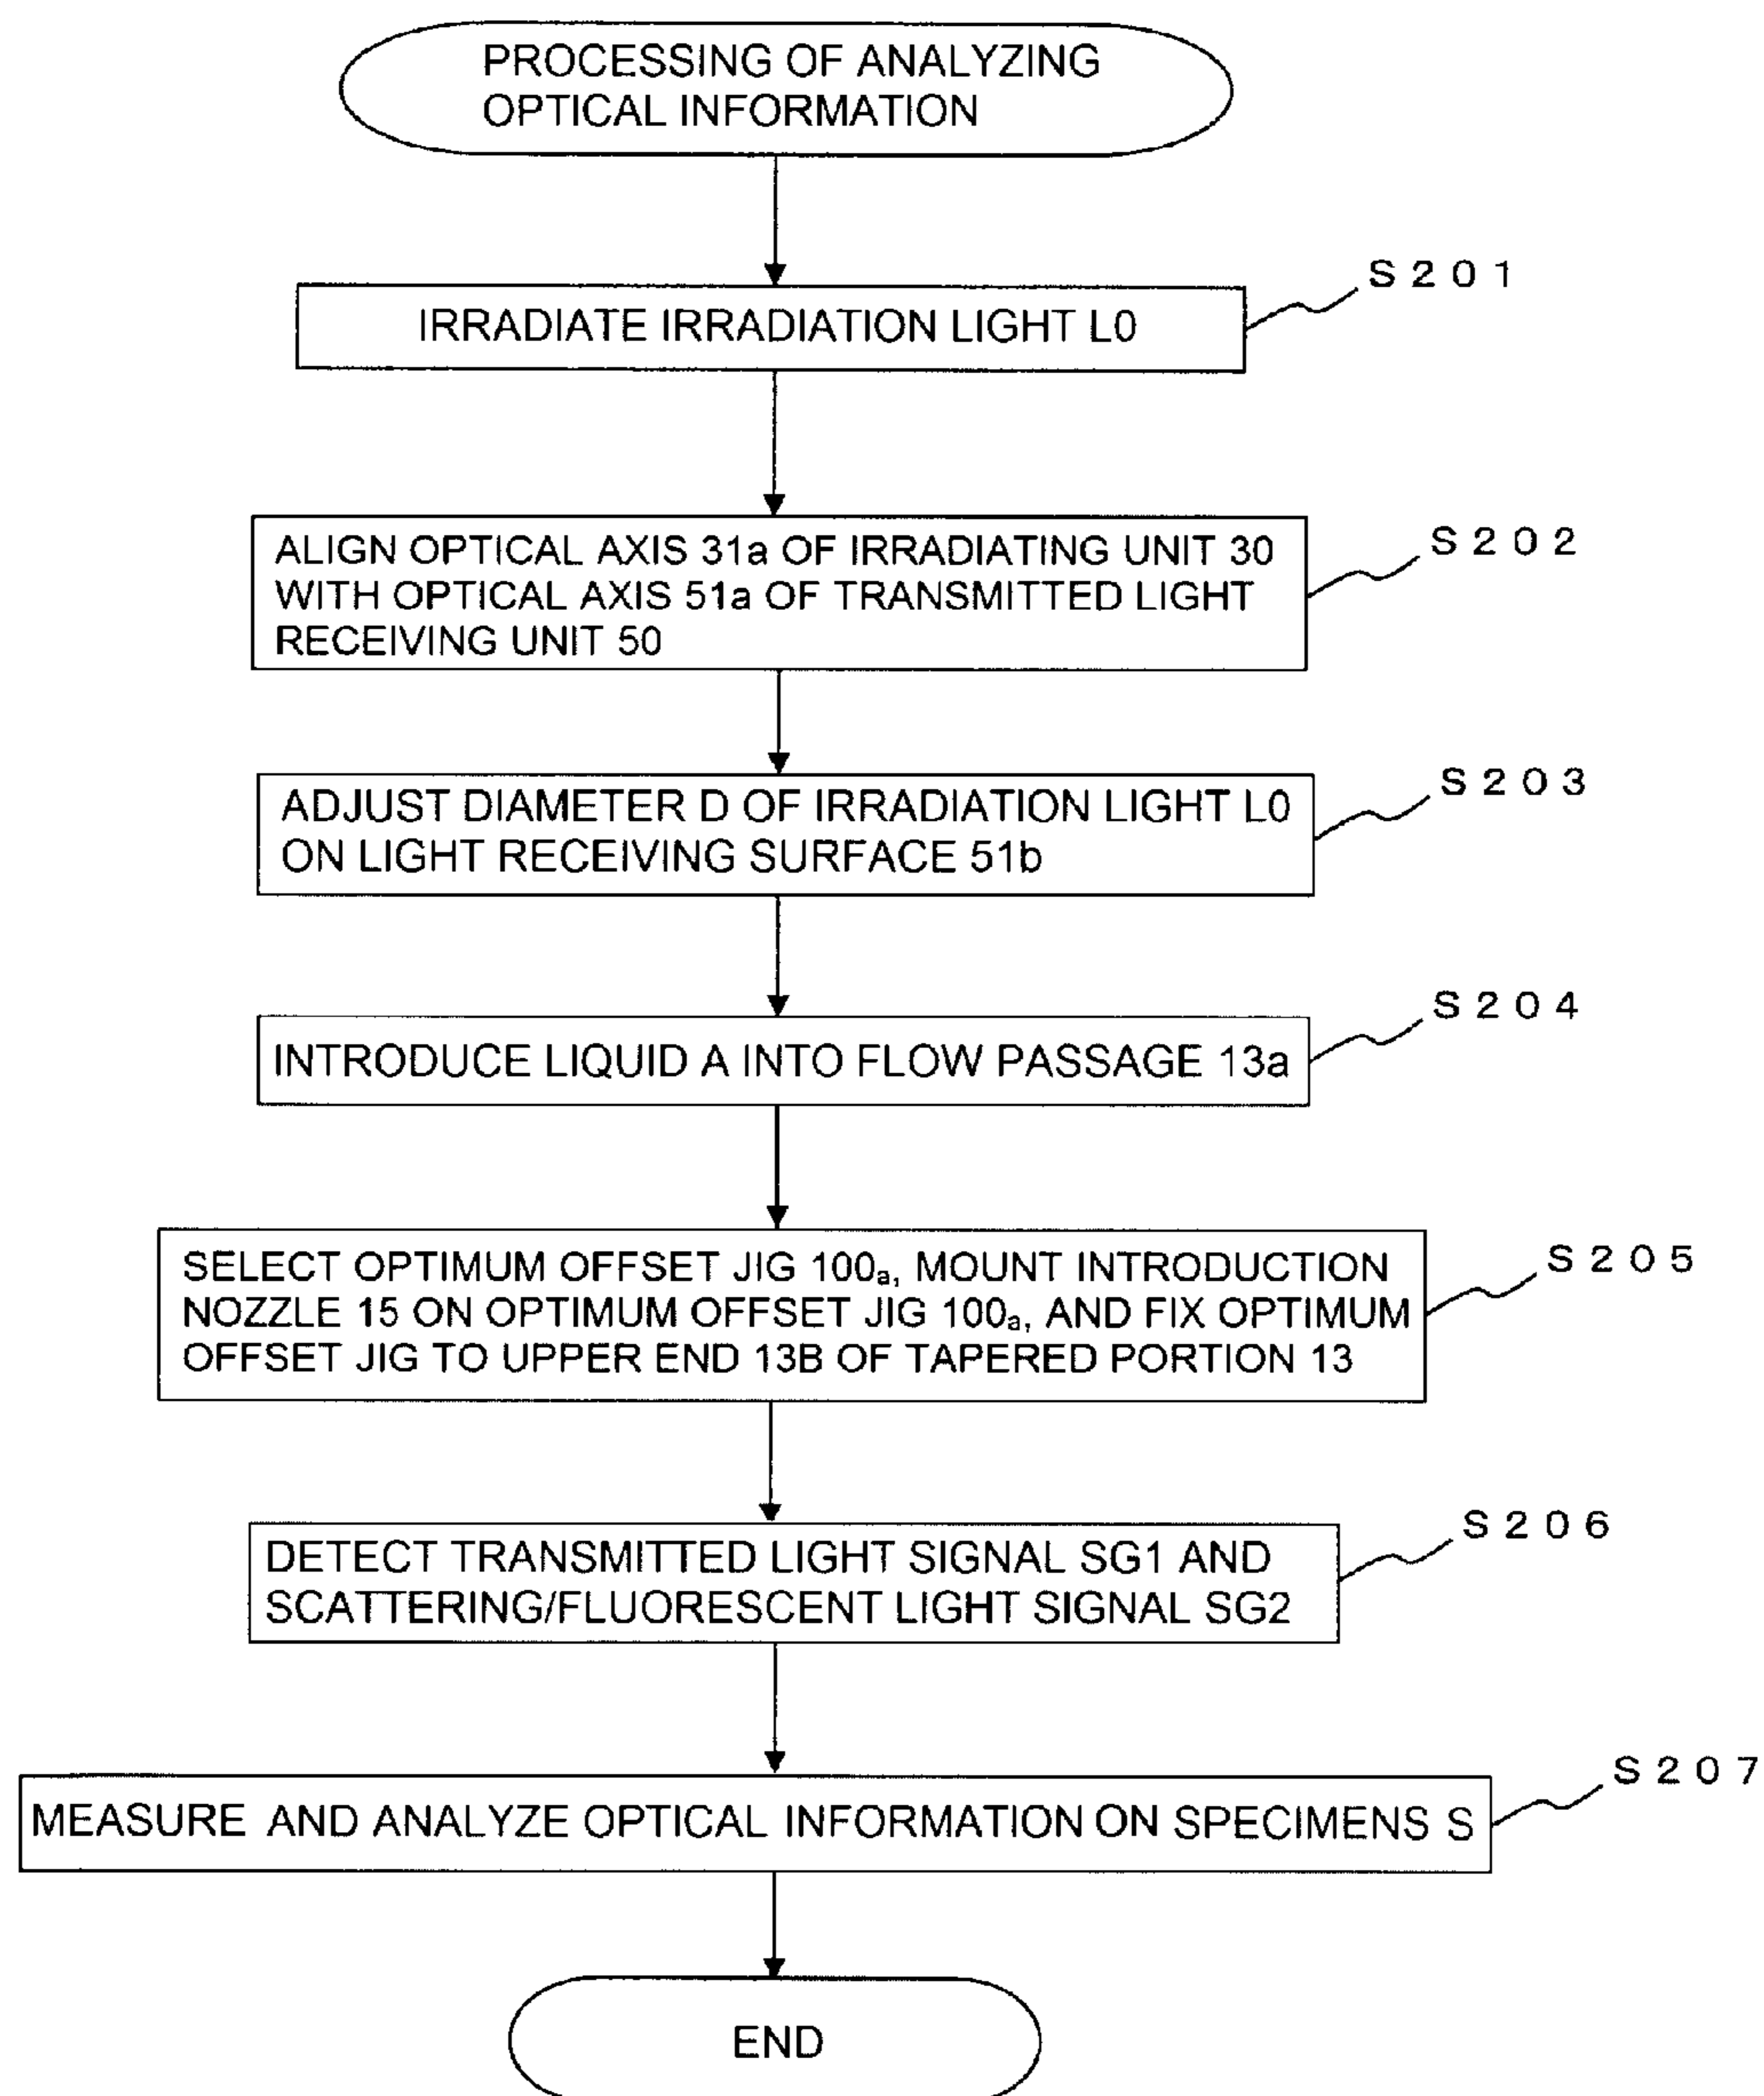 PROCESSING OF ANALYZING
OPTICAL INFORMATION
S201
IRRADIATE IRRADIATION LIGHT L0
S202
ALIGN OPTICAL AXIS 31a OF IRRADIATING UNIT 30
WITH OPTICAL AXIS 51a OF TRANSMITTED LIGHT
RECEIVING UNIT 50
S203
ADJUST DIAMETER D OF IRRADIATION LIGHT L0
ON LIGHT RECEIVING SURFACE 51b
S204
INTRODUCE LIQUID A INTO FLOW PASSAGE 13a
S205
SELECT OPTIMUM OFFSET JIG 100a, MOUNT INTRODUCTION
NOZZLE 15 ON OPTIMUM OFFSET JIG 100a, AND FIX OPTIMUM
OFFSET JIG TO UPPER END 13B OF TAPERED PORTION 13
S206
DETECT TRANSMITTED LIGHT SIGNAL SG1 AND
SCATTERING/FLUORESCENT LIGHT SIGNAL SG2
S207
MEASURE AND ANALYZE OPTICAL INFORMATION ON SPECIMENS S
END